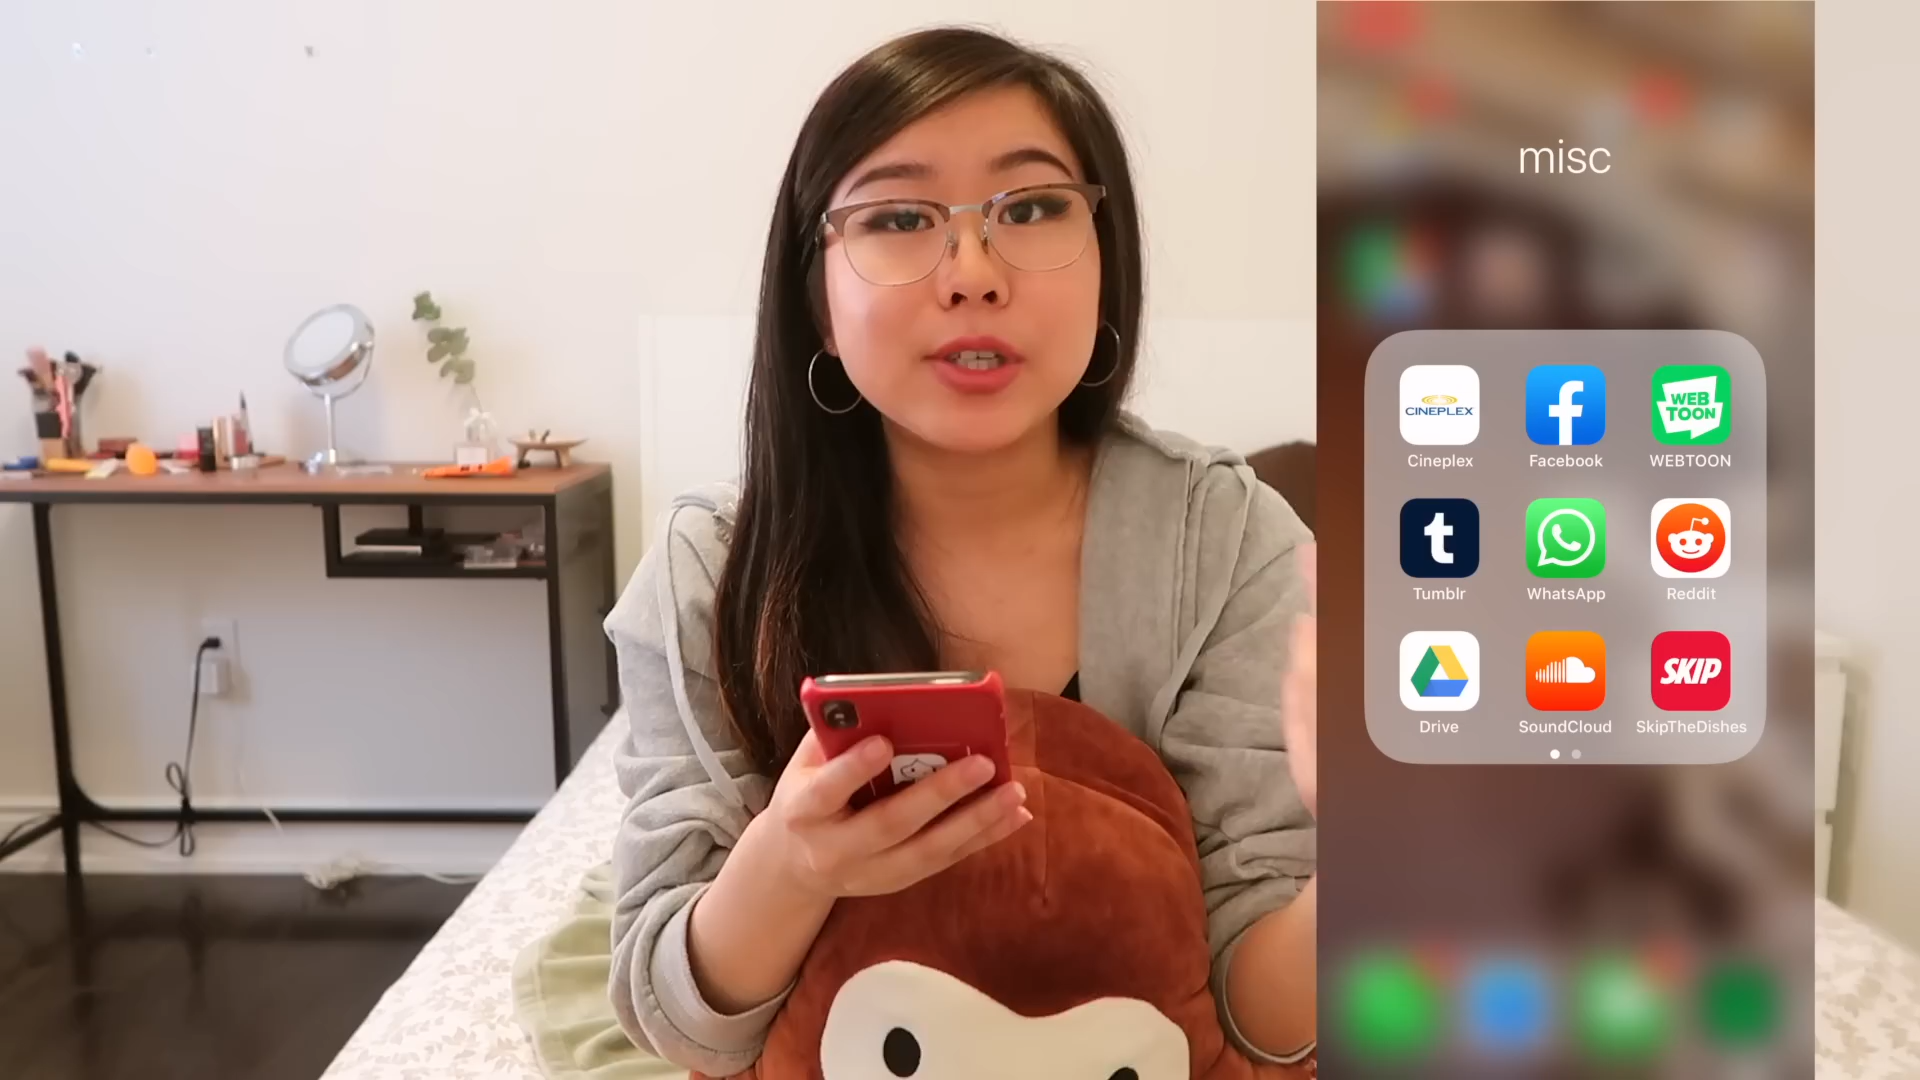 misc
CINEPLEX
WEB
TOON
Cineplex Facebook WEBTOON
t
Tumblr WhatsApp Reddit
SKIP
Drive SoundCloud SkipTheDishes